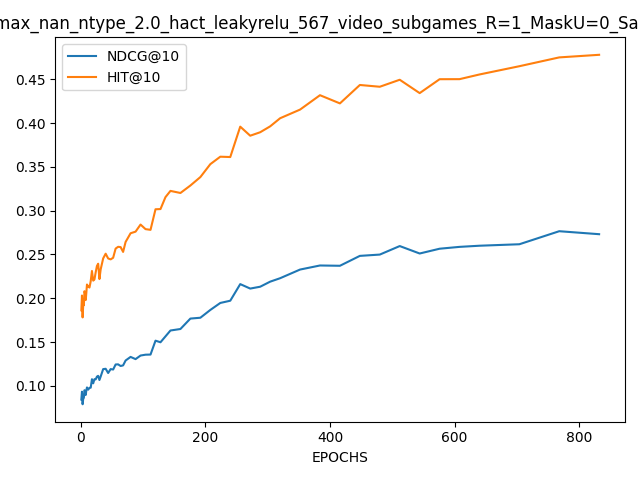 max_nan_ntype_2.0_hact_leakyrelu_567_video_subgames_R=1_MaskU=0_Sa
NDCG@10
HIT@10
0.45
0.40
0.35
0.30
0.25
0.20
0.15
0.10
0 200 400 600 800
EPOCHS